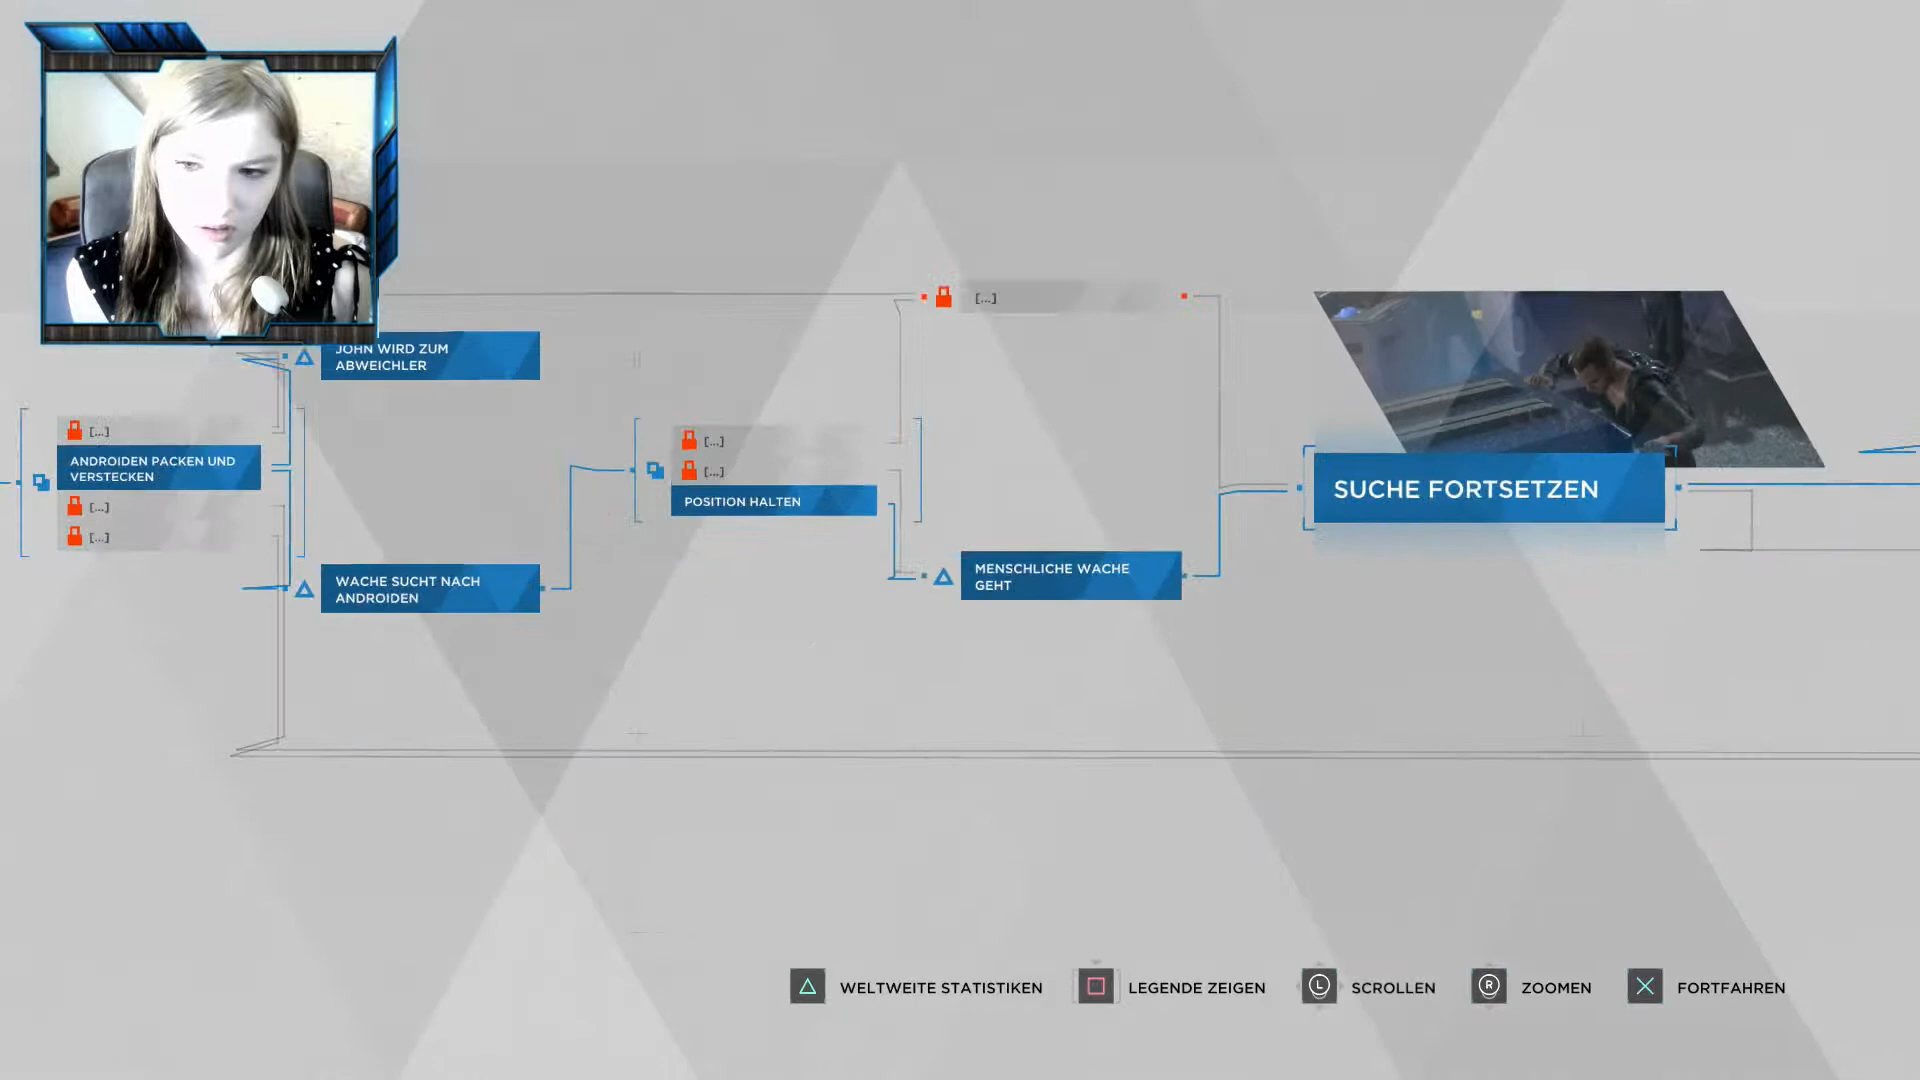 [...]
JOHN WIRD ZUM
ABWEICHLER
[...]
ANDROIDEN PACKEN UND
VERSTECKEN
[...]
[...]
[...]
[...]
POSITION HALTEN
SUCHE FORTSETZEN
WACHE SUCHT NACH
ANDROIDEN
MENSCHLICHE WACHE
GEHT
WELTWEITE STATISTIKEN
LEGENDE ZEIGEN
L
SCROLLEN
R
ZOOMEN
FORTFAHREN